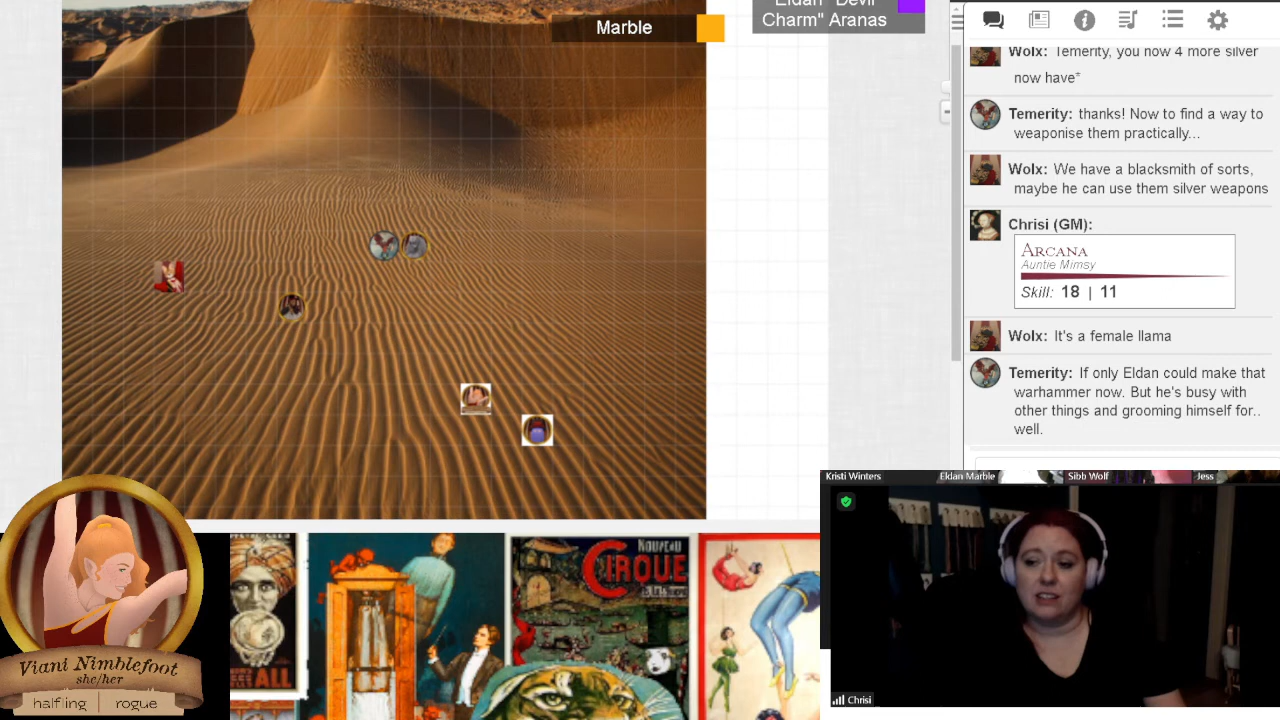 Eldan "Devil
Charm" Aranas
Marble
Wolx: Temerity, you now 4 more silver
now have*
Temerity: thanks! Now to find a way to
weaponise them practically...
Wolx: We have a blacksmith of sorts,
maybe he can use them silver weapons
Chrisi (GM):
ARCANA
Auntie Mimsy
Skill: 18 | 11
Wolx: It's a female llama
Temerity: If only Eldan could make that
warhammer now. But he's busy with
other things and grooming himself for..
well.
Kristi Winters
Eldan Marble
Sibb Wolf
Jess
Chrisi
Viani Nimblefoot
she/her
halfling | rogue
ALL
NOUVEAU
CIRQUE